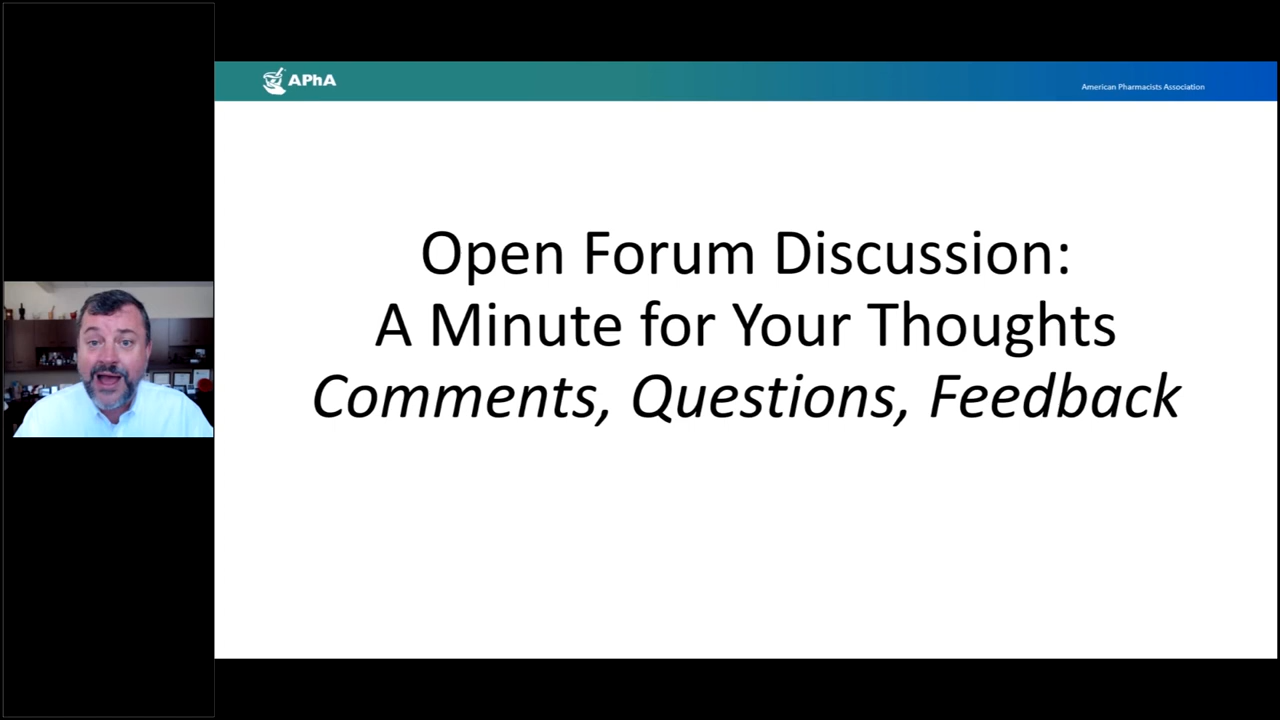 APhA
American Pharmacists Association
Open Forum Discussion:
A Minute for Your Thoughts
Comments, Questions, Feedback